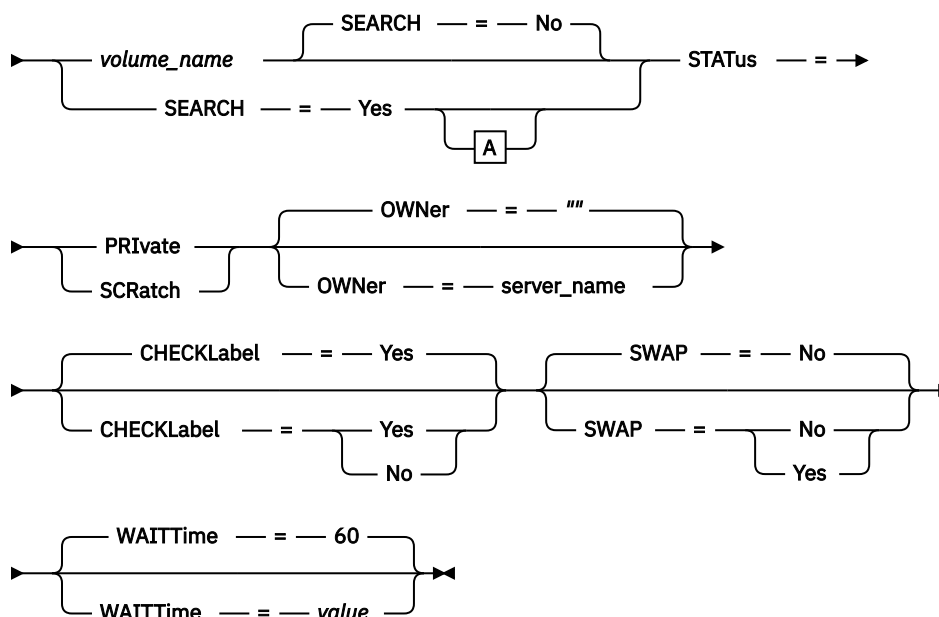 SEARCH = No
volume_name STATus =
SEARCH = Yes
A
OWNer = ""
PRIvate
SCRatch OWNer = server_name
CHECKLabel = Yes SWAP = No
CHECKLabel = Yes SWAP = No
No Yes
WAITTime = 60
WAITTime = value